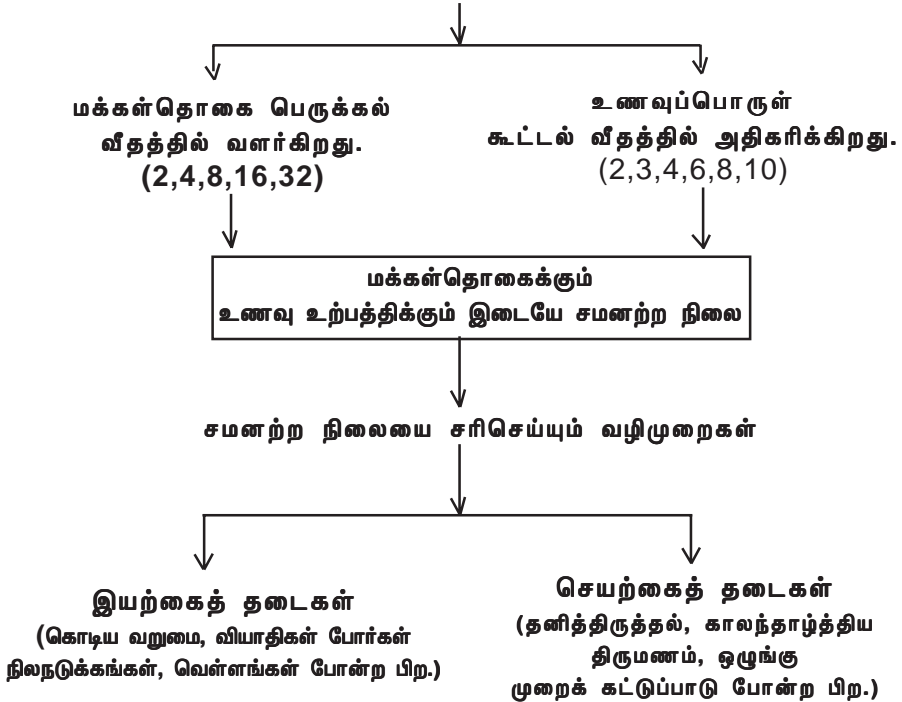 மக்கள்தொகை பெருக்கல்
வீதத்தில் வளர்கிறது.
(2,4,8,16,32)
உணவுப்பொருள்
கூட்டல் வீதத்தில் அதிகரிக்கிறது.
(2,3,4,6,8,10)
மக்கள்தொகைக்கும்
உணவு உற்பத்திக்கும் இடையே சமனற்ற நிலை
சமனற்ற நிலையை சரிசெய்யும் வழிமுறைகள்
இயற்கைத் தடைகள்
(கொடிய வறுமை, வியாதிகள் போர்கள்
நிலநடுக்கங்கள், வெள்ளங்கள் போன்ற பிற.)
செயற்கைத் தடைகள்
(தனித்திருத்தல், காலந்தாழ்த்திய
திருமணம், ஒழுங்கு
முறைக் கட்டுப்பாடு போன்ற பிற.)